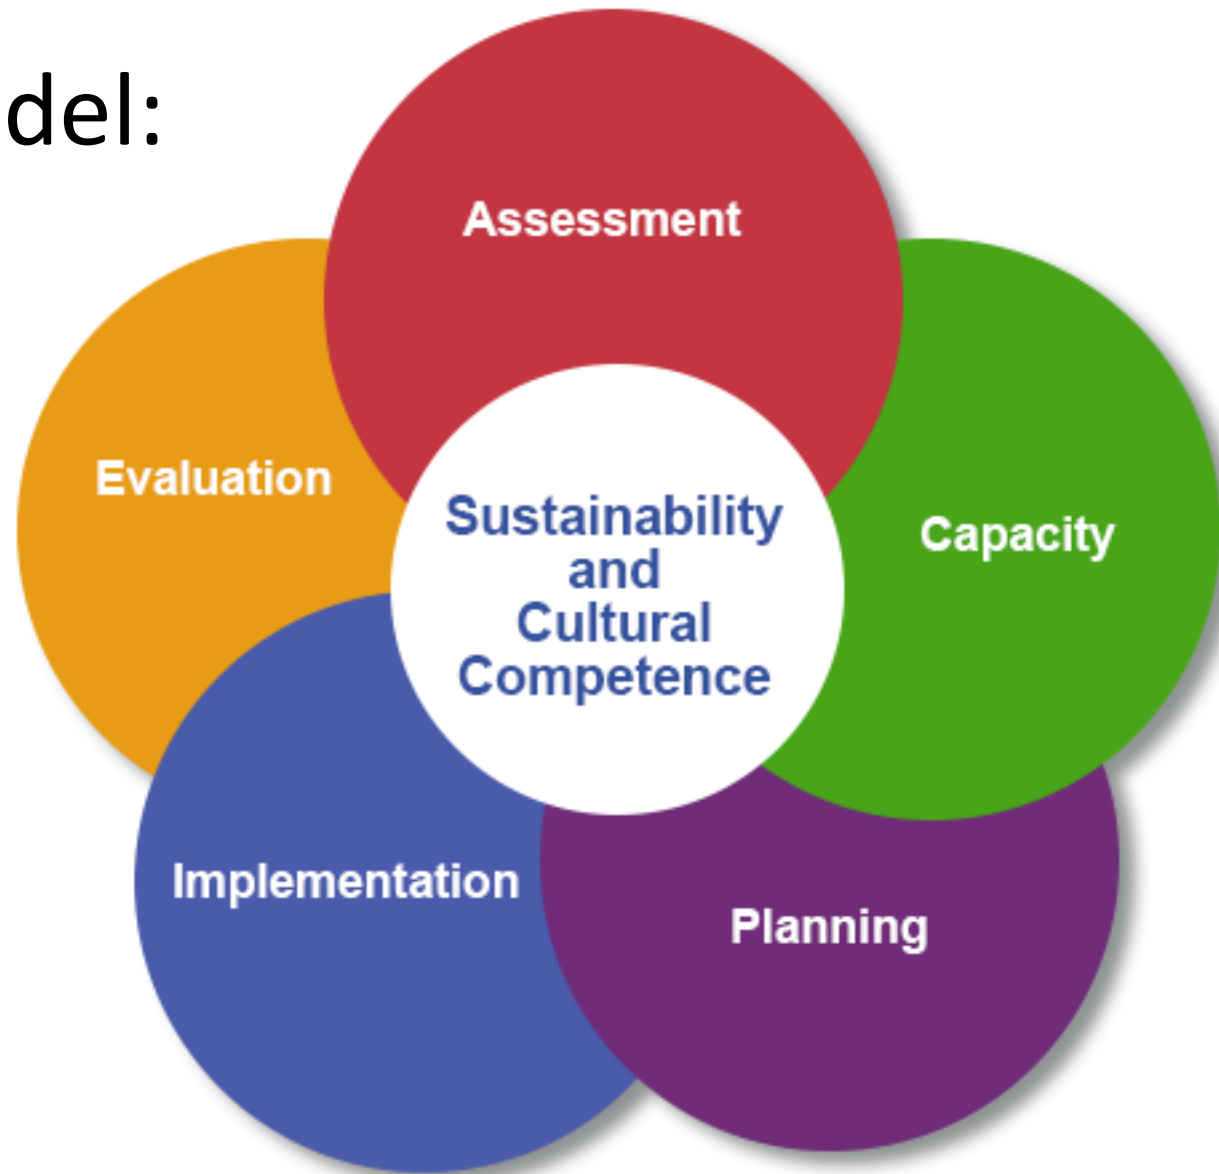 del:
Assessment
Evaluation
Sustainability
and
Cultural
Competence
Capacity
Implementation
Planning